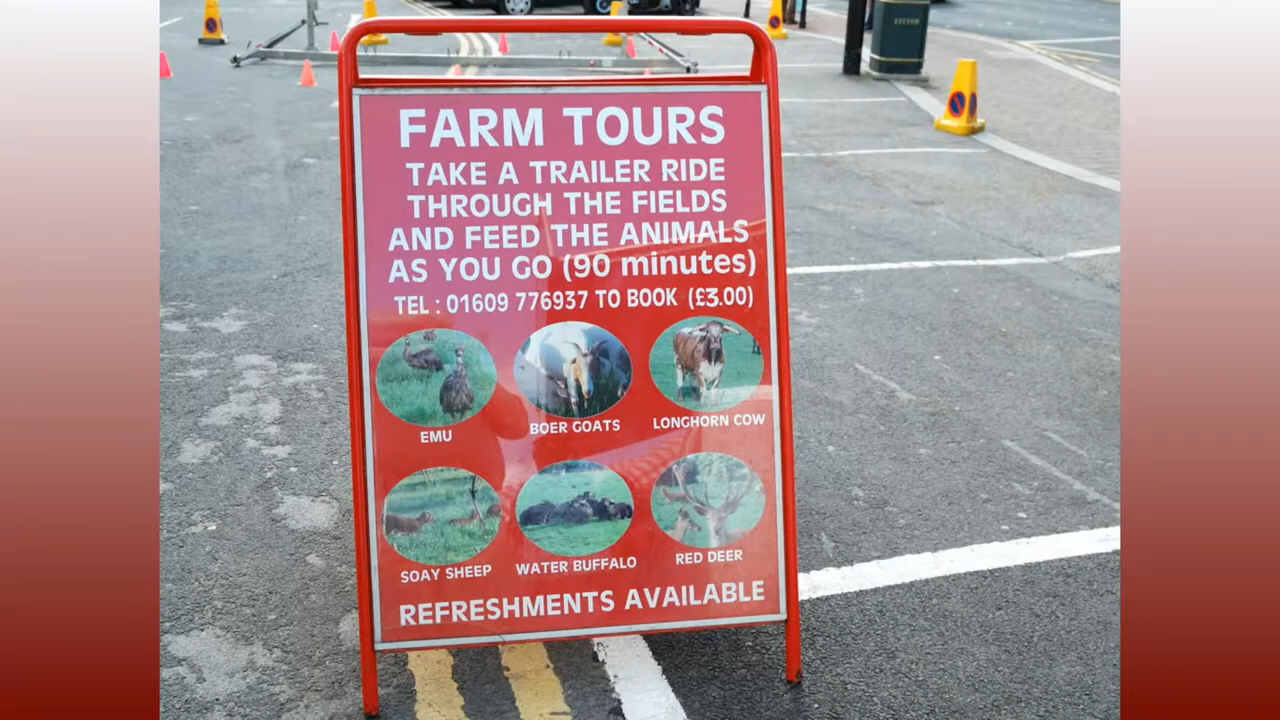 LITTER
FARM TOURS
TAKE A TRAILER RIDE
THROUGH THE FIELDS
AND FEED THE ANIMALS
AS YOU GO (90 minutes)
TEL : 01609 776937 TO BOOK (£3.00)
EMU
BOER GOATS
LONGHORN COW
SOAY SHEEP
WATER BUFFALO
RED DEER
REFRESHMENTS AVAILABLE